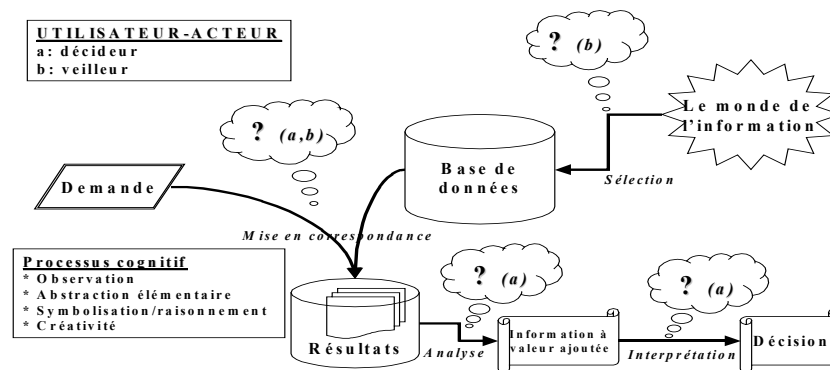 UTILISATEUR-ACTEUR
a: décideur
b: veilleur
? (b)
Le monde de
l'information
? (a,b)
Base de
données
Sélection
Demande
Mise en correspondance
Processus cognitif
* Observation
* Abstraction élémentaire
* Symbolisation/raisonnement
* Créativité
? (a)
? (a)
Résultats
Analyse
Information à
valeur ajoutée
Interprétation
Décision